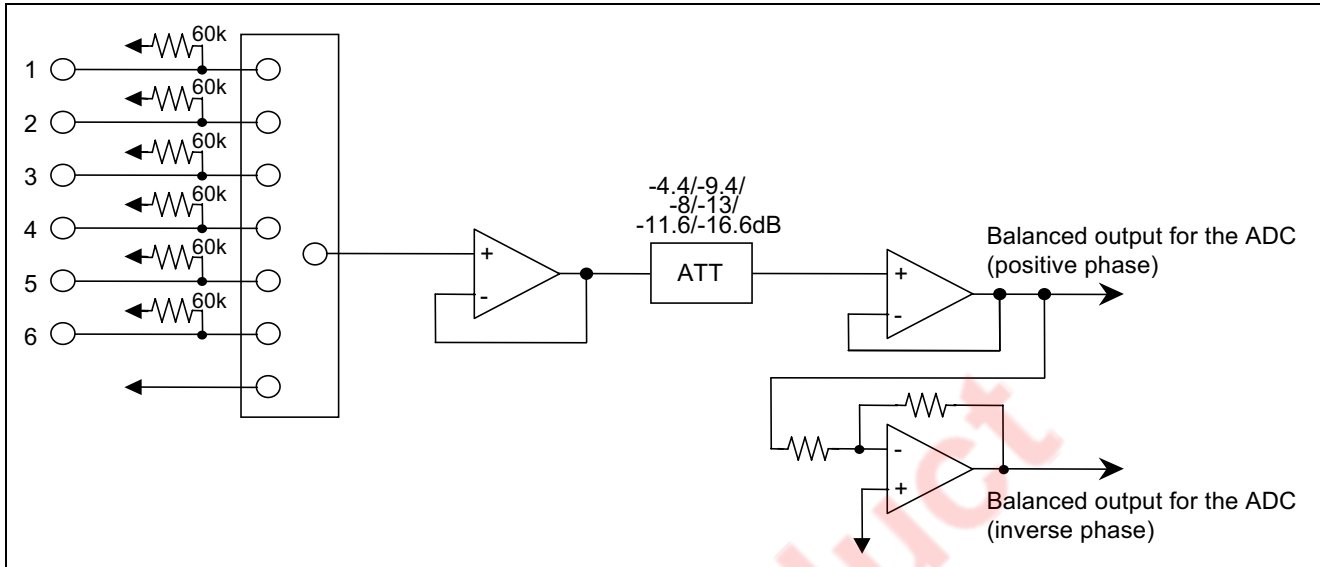 60k
1
60k
2
60k
3
60k
4
60k
5
60k
6
-4.4/-9.4/
-8/-13/
-11.6/-16.6dB
+
-
ATT
+
-
Balanced output for the ADC
(positive phase)
-
+
Balanced output for the ADC
(inverse phase)
uct